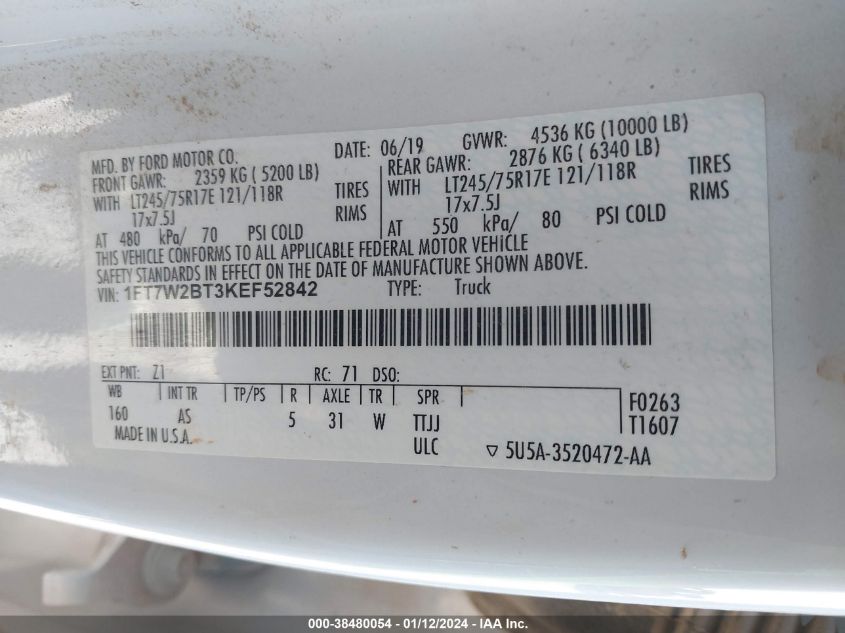 MFD. BY FORD MOTOR CO. DATE: 06/19 GVWR: 4536 KG (10000 LB)
FRONT GAWR: 2359 KG ( 5200 LB) REAR GAWR: 2876 KG ( 6340 LB)
WITH LT245/75R17E 121/118R TIRES WITH LT245/75R17E 121/118R TIRES
17x7.5J RIMS 17x7.5J RIMS
AT 480 kPa/ 70 PSI COLD AT 550 kPa/ 80 PSI COLD
THIS VEHICLE CONFORMS TO ALL APPLICABLE FEDERAL MOTOR VEHICLE
SAFETY STANDARDS IN EFFECT ON THE DATE OF MANUFACTURE SHOWN ABOVE.
VIN: 1FT7W2BT3KEF52842 TYPE: Truck
EXT PNT: Z1 RC: 71 DSO:
WB INT TR TP/PS R AXLE TR SPR F0263
160 AS 5 31 W TTJJ T1607
MADE IN U.S.A. ULC ▽ 5U5A-3520472-AA
000-38480054 - 01/12/2024 - IAAI.com